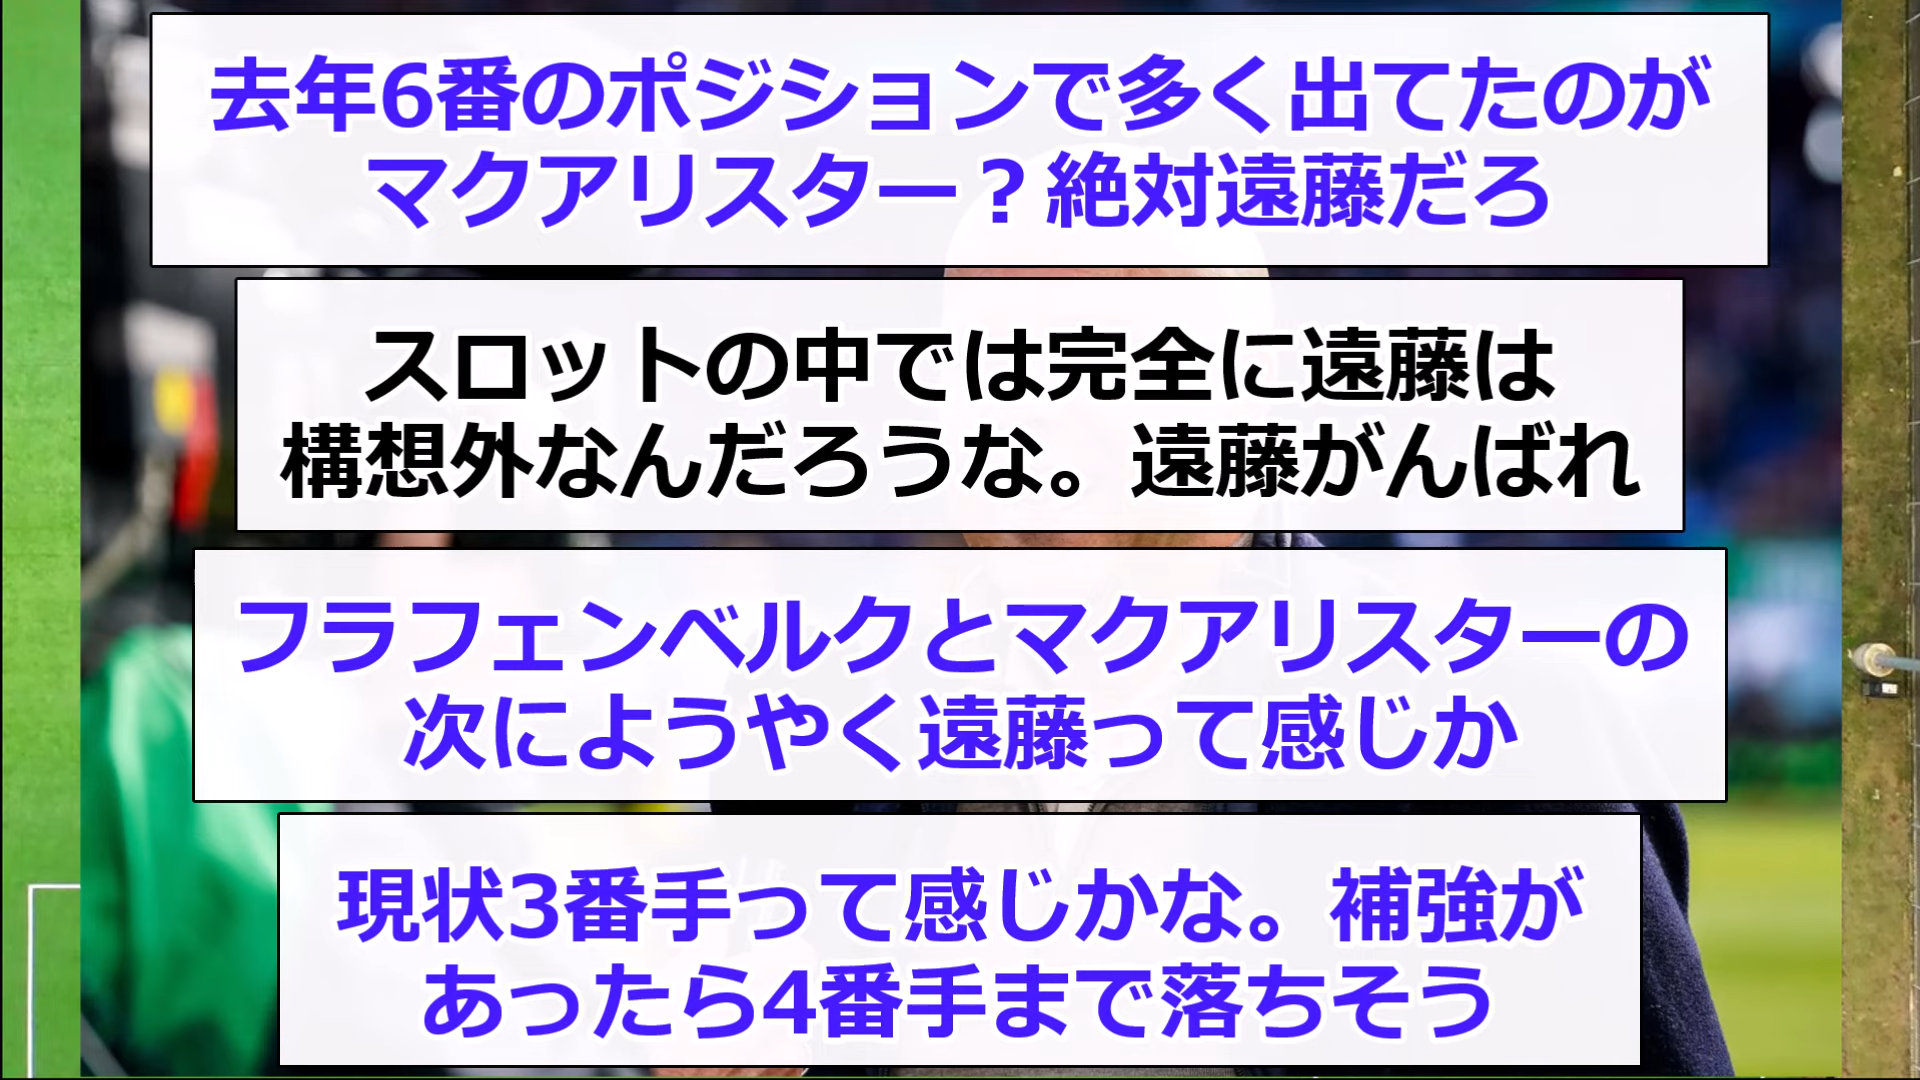 去年6番のポジションで多く出てたのが
マクアリスター？絶対遠藤だろ
スロットの中では完全に遠藤は
構想外なんだろうな。遠藤がんばれ
フラフェンベルクとマクアリスターの
次にようやく遠藤って感じか
現状3番手って感じかな。補強が
あったら4番手まで落ちそう